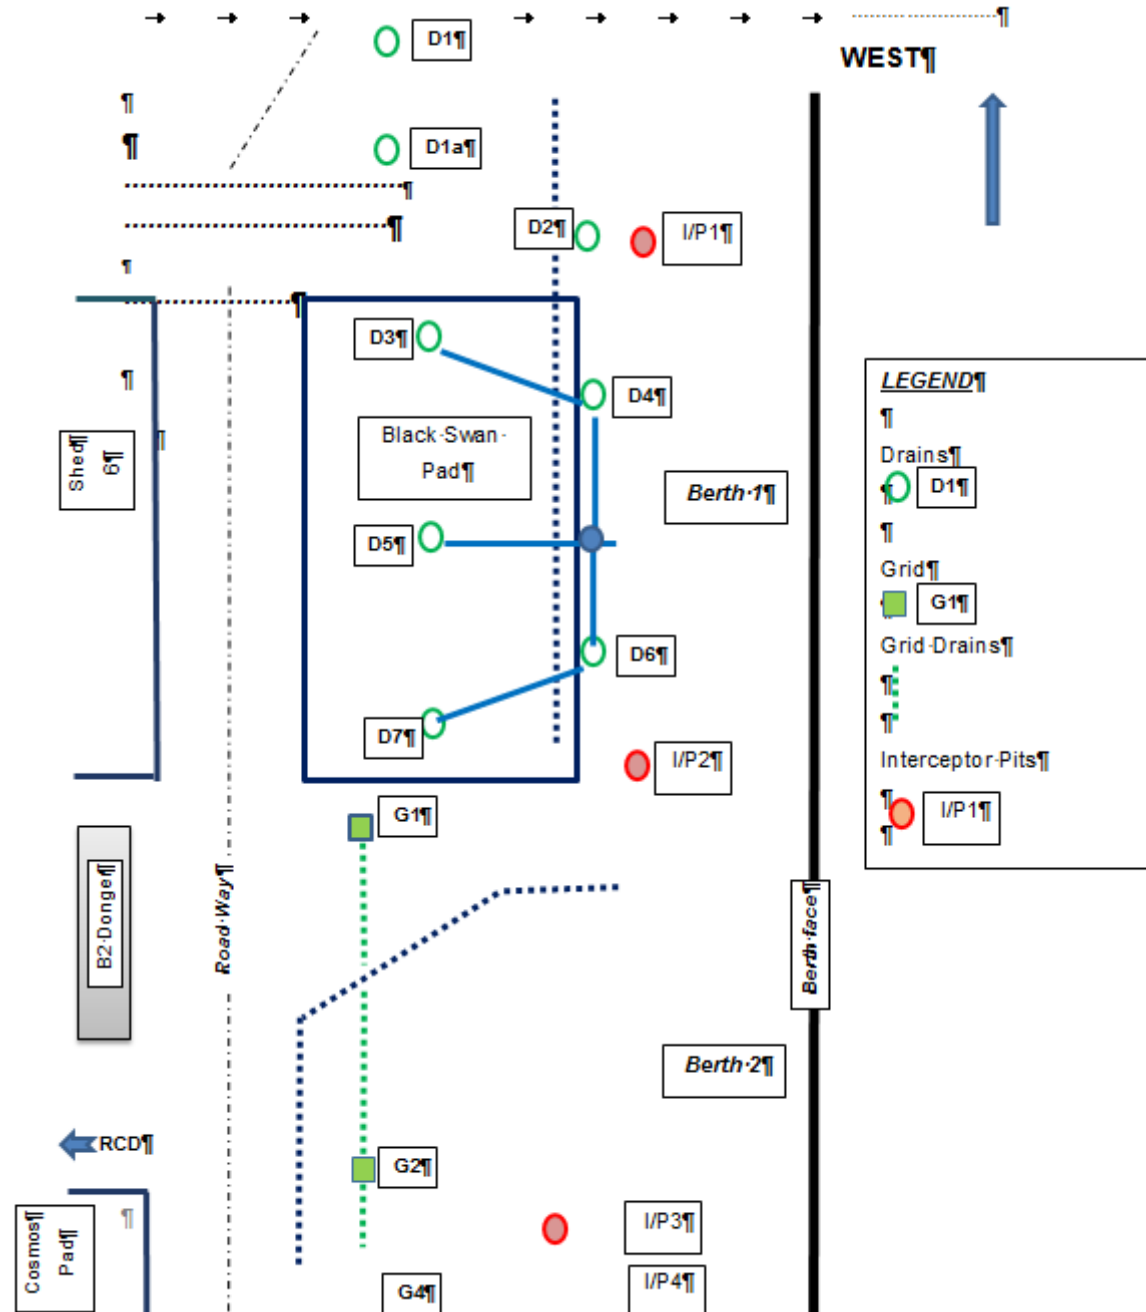 D1¶
WEST¶
¶
¶
D1a¶
¶
¶
D2¶
I/P1¶
¶
¶
D3¶
LEGEND¶
¶
D4¶
¶
Black·Swan·
Pad¶
Shed¶
6¶
¶
Drains¶
¶
D1¶
Berth·1¶
¶
D5¶
Grid¶
¶
G1¶
D6¶
Grid·Drains¶
¶
¶
D7¶
I/P2¶
Interceptor·Pits¶
¶
I/P1¶
¶
G1¶
B2·Donge¶
Road·Way¶
Berth·face¶
Berth·2¶
RCD¶
G2¶
Cosmos¶
Pad¶
¶
I/P3¶
G4¶
I/P4¶